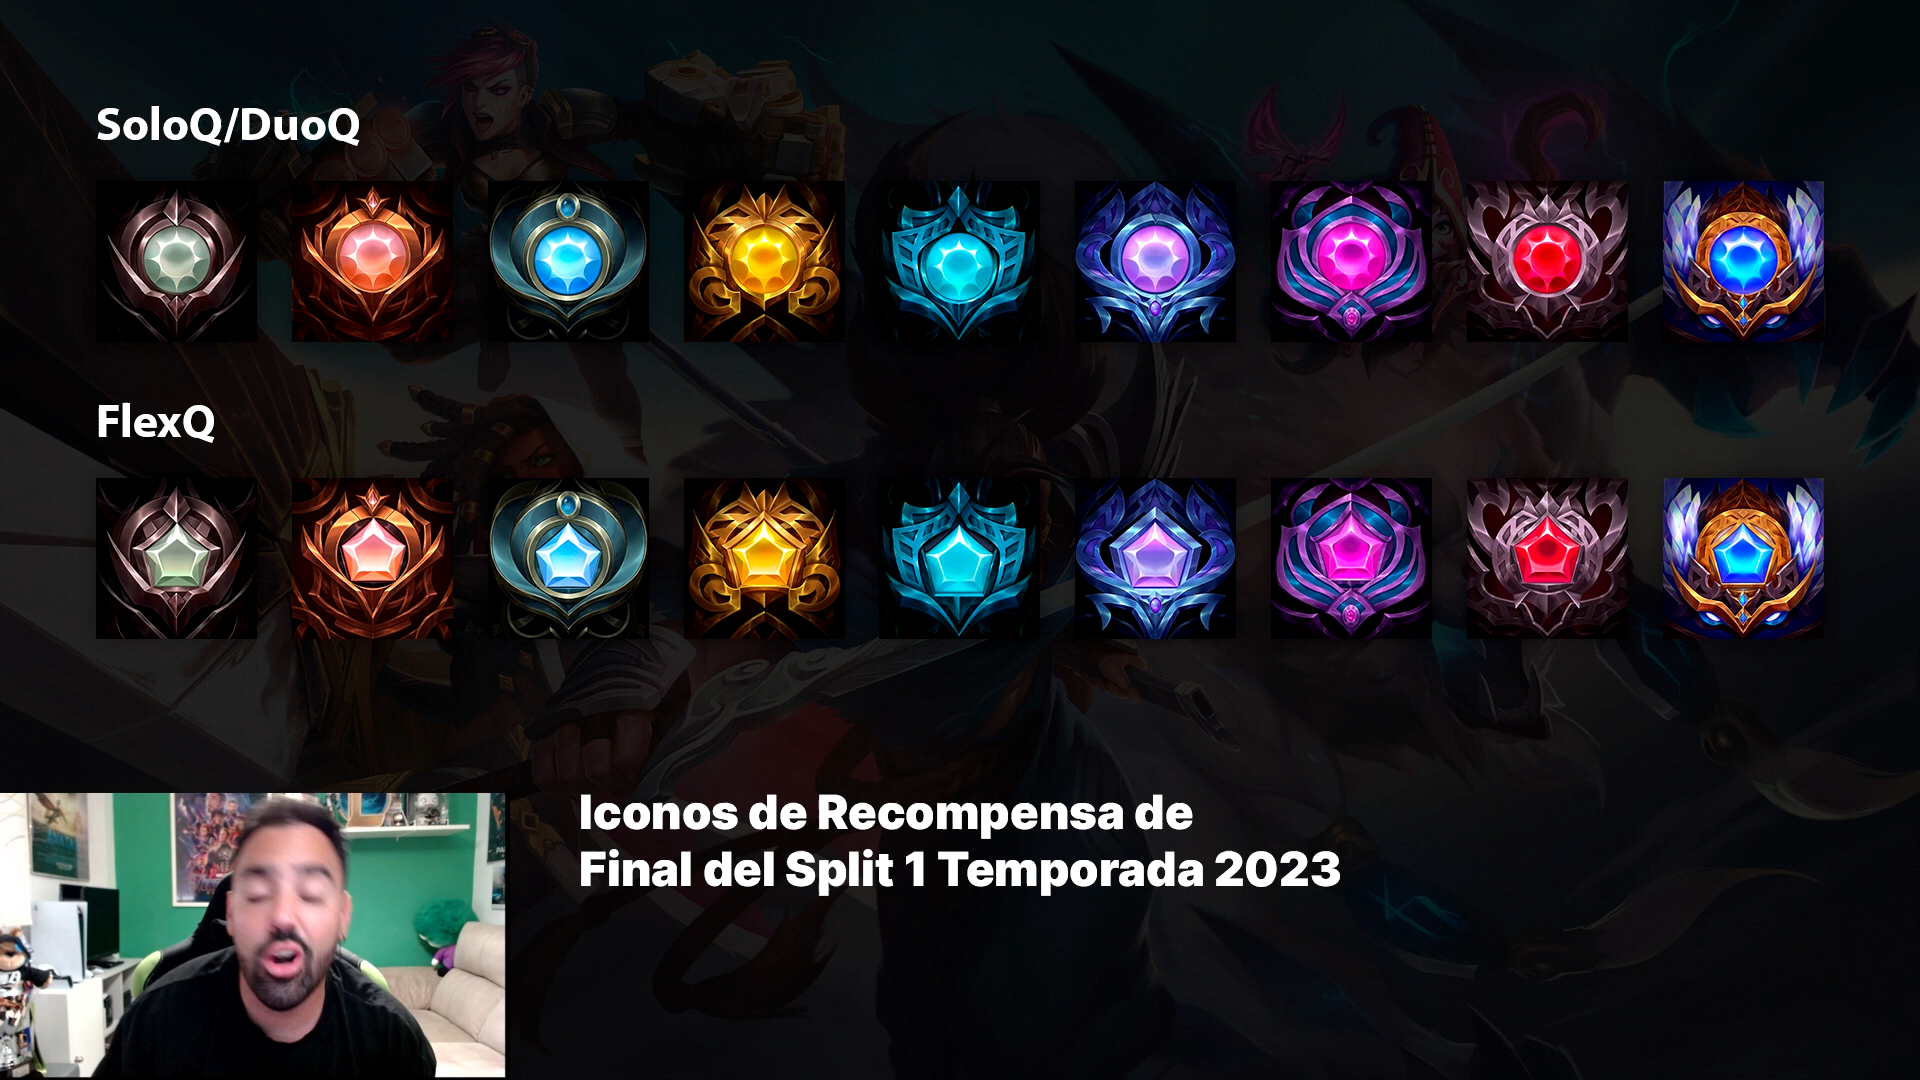 SoloQ/DuoQ
FlexQ
Iconos de Recompensa de
Final del Split 1 Temporada 2023